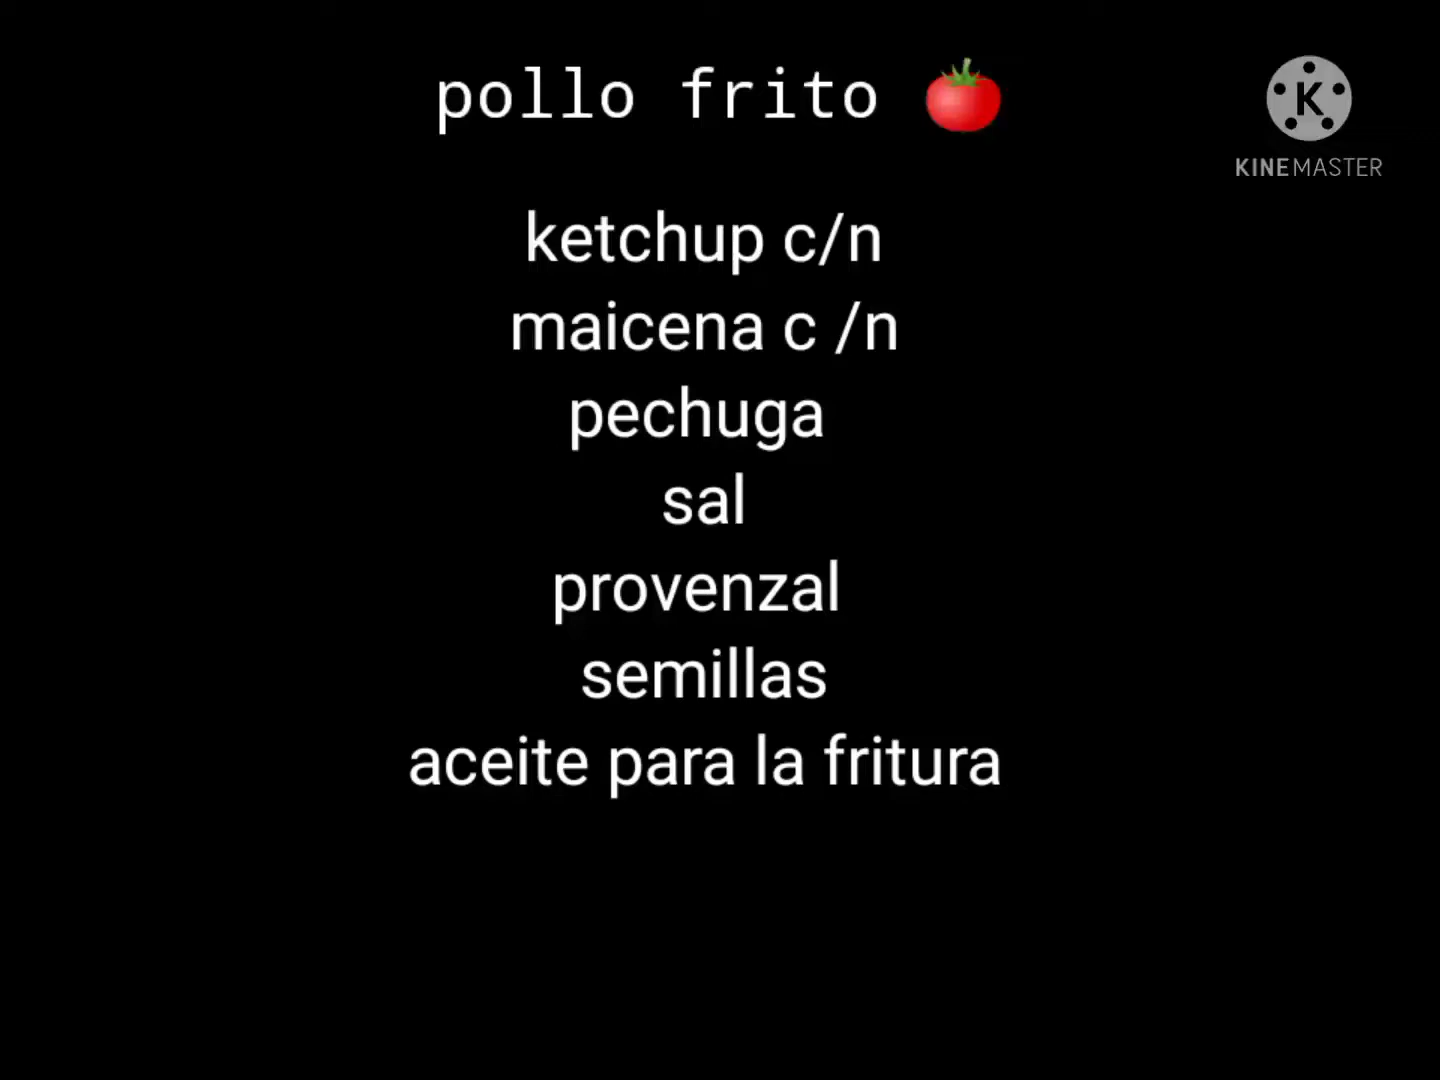 pollo frito 🍅
K
KINEMASTER
ketchup c/n
maicena c /n
pechuga
sal
provenzal
semillas
aceite para la fritura